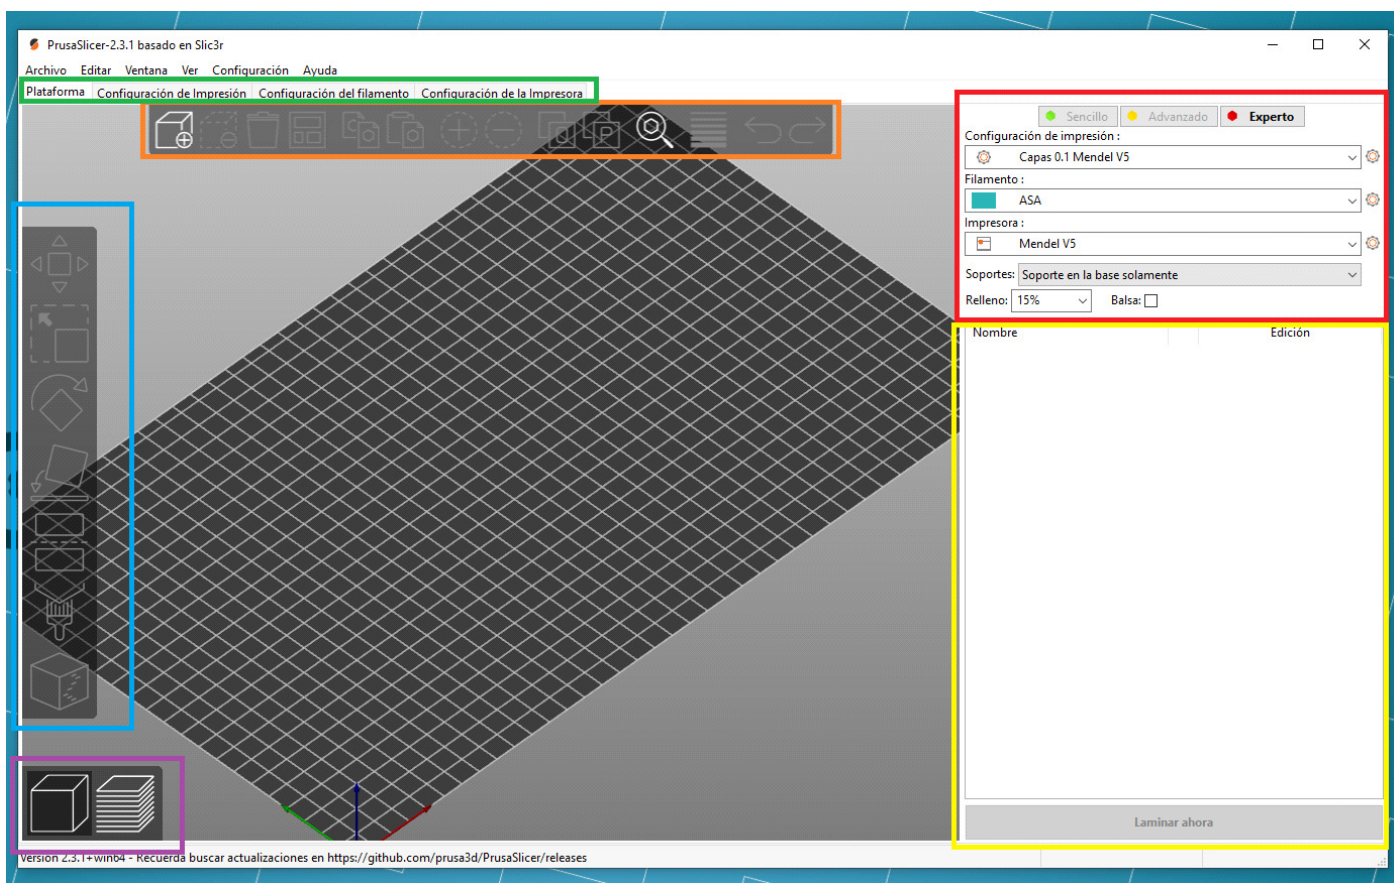 PrusaSlicer-2.3.1 basado en Slic3r
Archivo Editar Ventana Ver Configuración Ayuda
Plataforma Configuración de Impresión Configuración del filamento Configuración de la Impresora
Sencillo Advanzado Experto
Configuración de impresión :
Capas 0.1 Mendel V5
Filamento :
ASA
Impresora :
Mendel V5
Soportes: Soporte en la base solamente
Relleno: 15% Balsa:
Nombre Edición
P
Laminar ahora
Versión 2.3.1+win64 - Recuerda buscar actualizaciones en https://github.com/prusa3d/PrusaSlicer/releases